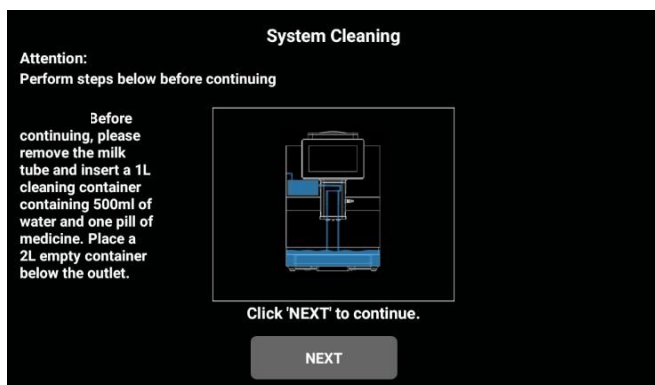 System Cleaning
Attention:
Perform steps below before continuing
Before
continuing, please
remove the milk
tube and insert a 1L
cleaning container
containing 500ml of
water and one pill of
medicine. Place a
2L empty container
below the outlet.
Click 'NEXT' to continue.
NEXT